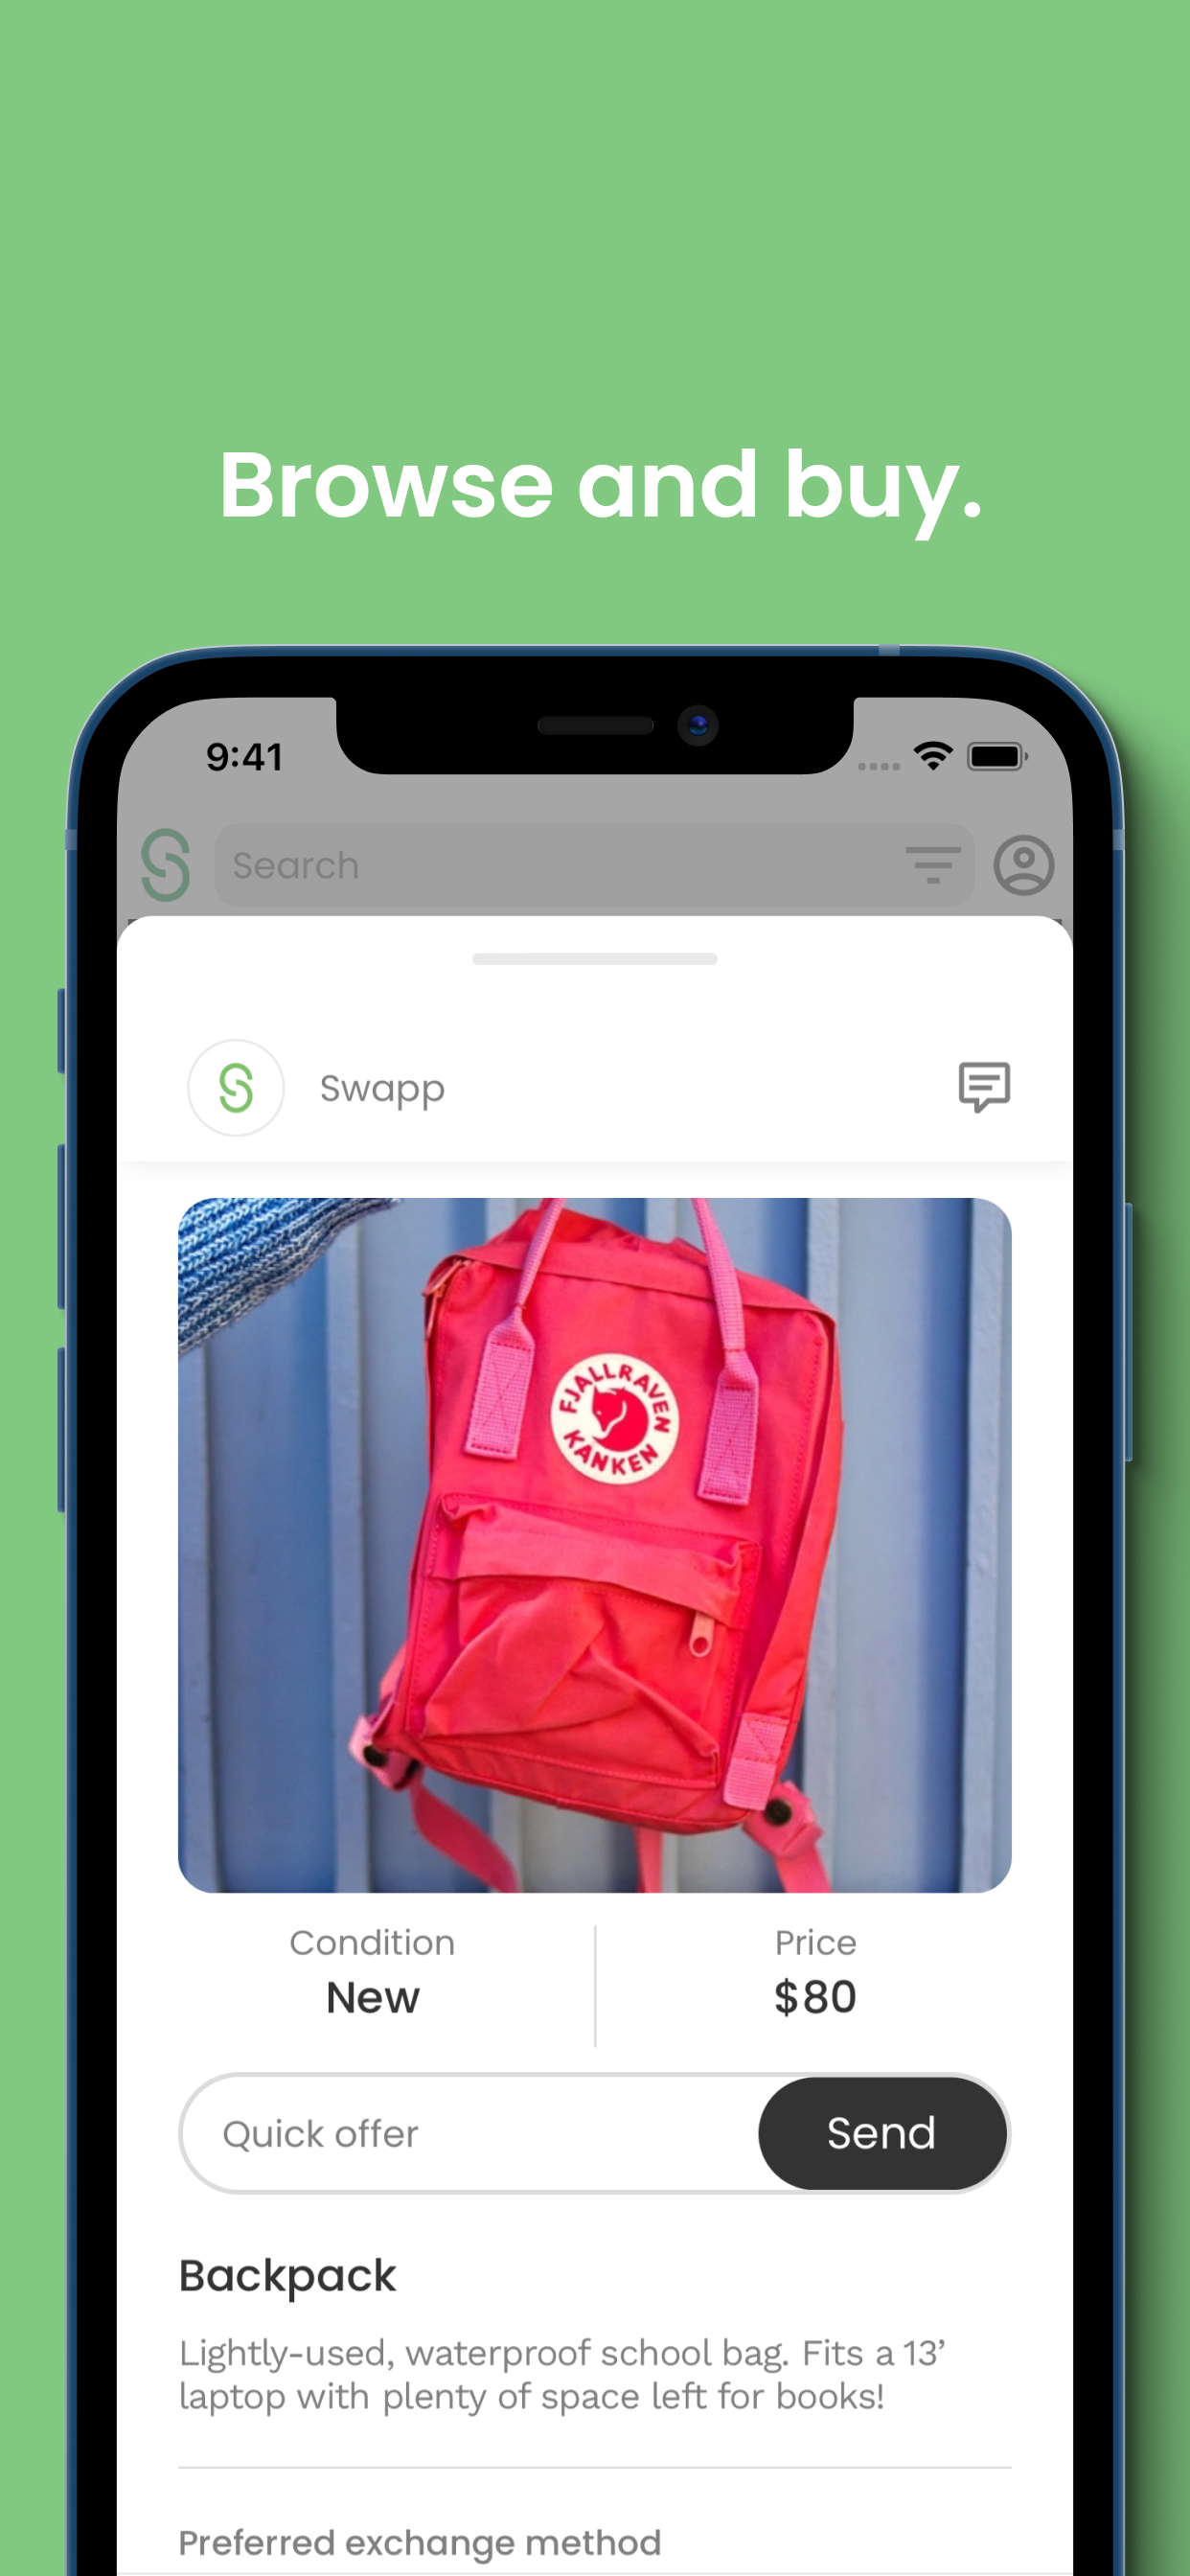 Browse and buy.
9:41
Search
Swapp
FJALLRAVEN
KANKEN
Condition
New
Price
$80
Quick offer
Send
Backpack
Lightly-used, waterproof school bag. Fits a 13’
laptop with plenty of space left for books!
Preferred exchange method